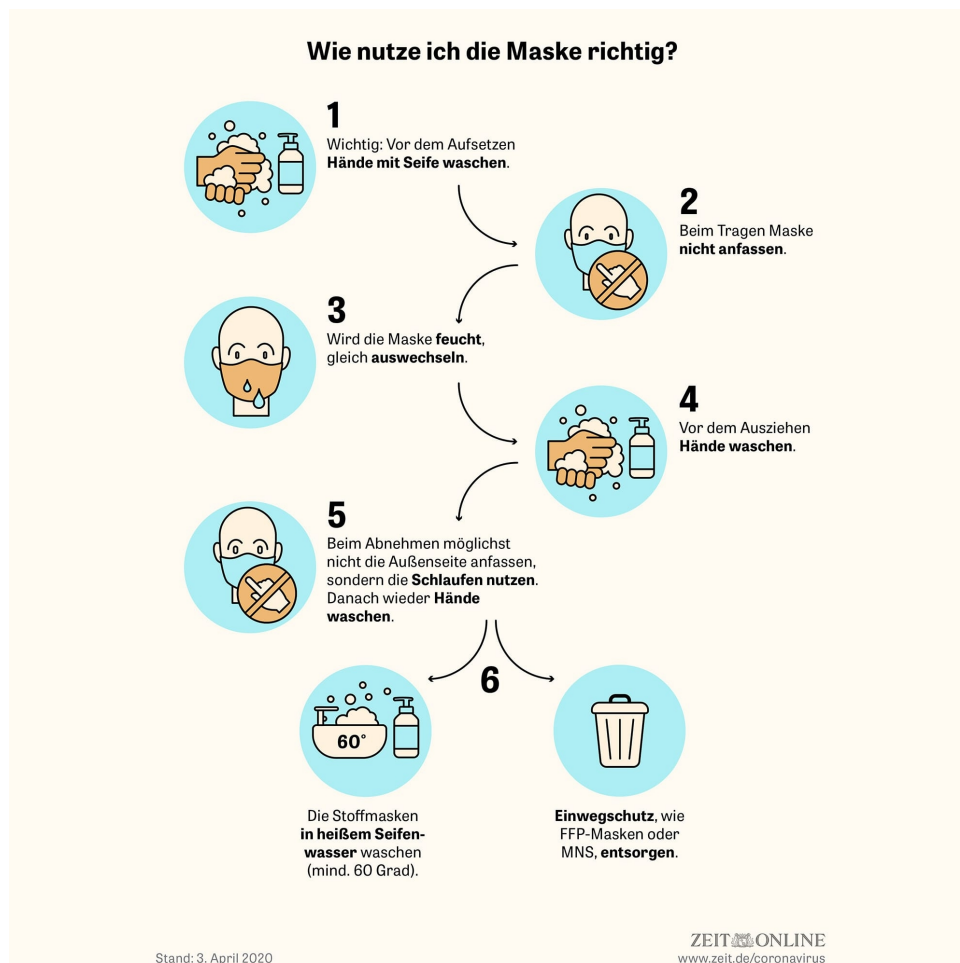 Wie nutze ich die Maske richtig?
1
Wichtig: Vor dem Aufsetzen
Hände mit Seife waschen.
2
Beim Tragen Maske
nicht anfassen.
3
Wird die Maske feucht,
gleich auswechseln.
4
Vor dem Ausziehen
Hände waschen.
5
Beim Abnehmen möglichst
nicht die Außenseite anfassen,
sondern die Schlaufen nutzen.
Danach wieder Hände
waschen.
6
60°
Die Stoffmasken
in heißem Seifen-
wasser waschen
(mind. 60 Grad).
Einwegschutz, wie
FFP-Masken oder
MNS, entsorgen.
ZEIT ONLINE
Stand: 3. April 2020
www.zeit.de/coronavirus